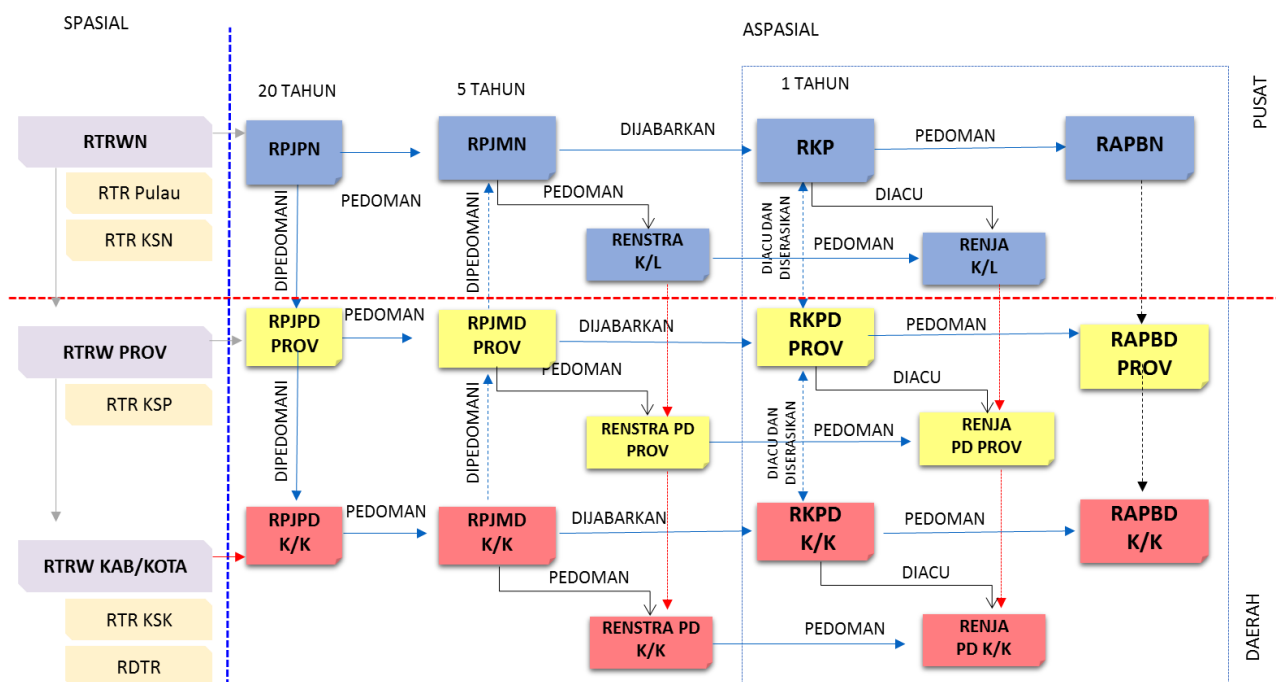 SPASIAL
ASPASIAL
20 TAHUN
5 TAHUN
1 TAHUN
PUSAT
RTRWN
RPJPN
RPJMN
DIJABARKAN
RKP
PEDOMAN
RAPBN
RTR Pulau
RTR KSN
DIPEDOMANI
PEDOMAN
DIPEDOMANI
PEDOMAN
RENSTRA
K/L
PEDOMAN
DIACU DAN
DISERASIKAN
DIACU
RENJA
K/L
RTRW PROV
RTR KSP
RPJPD
PROV
PEDOMAN
RPJMD
PROV
DIJABARKAN
RKPD
PROV
PEDOMAN
RAPBD
PROV
DIPEDOMANI
DIPEDOMANI
PEDOMAN
RENSTRA PD
PROV
PEDOMAN
DIACU DAN
DISERASIKAN
DIACU
RENJA
PD PROV
RTRW KAB/KOTA
RTR KSK
RDTR
RPJPD
K/K
PEDOMAN
RPJMD
K/K
DIJABARKAN
RKPD
K/K
PEDOMAN
RAPBD
K/K
PEDOMAN
RENSTRA PD
K/K
PEDOMAN
DIACU
RENJA
PD K/K
DAERAH